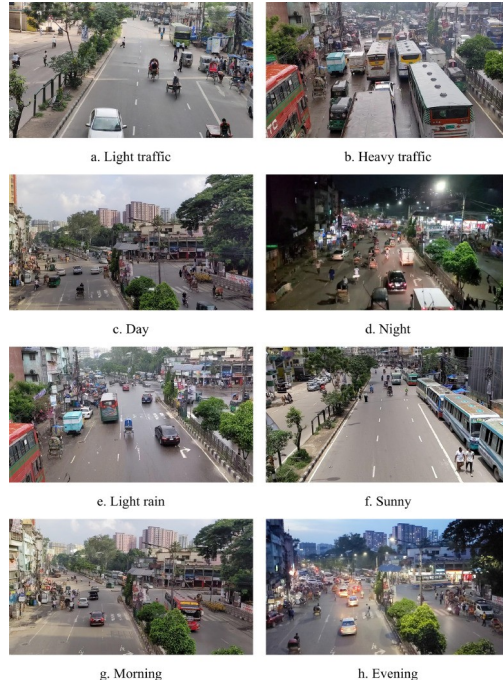 a. Light traffic
b. Heavy traffic
c. Day
d. Night
e. Light rain
f. Sunny
g. Morning
h. Evening